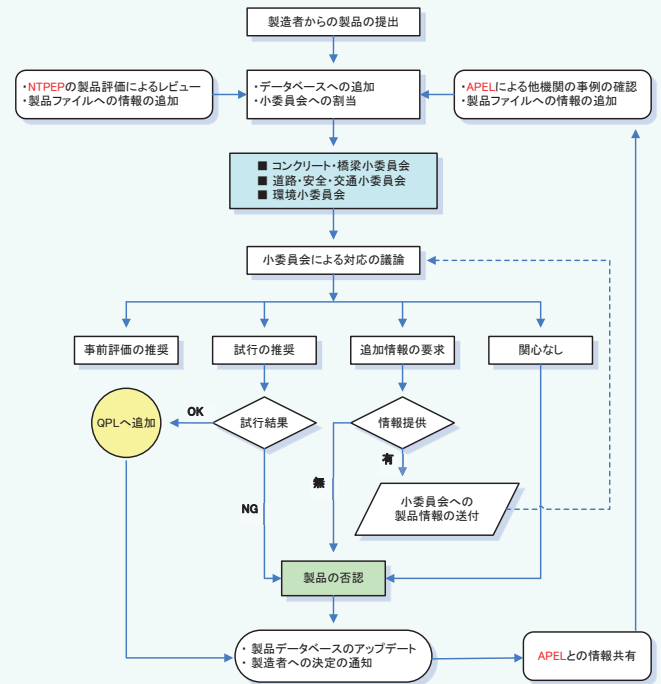 製造者からの製品の提出
・NTPEPの製品評価によるレビュー
・製品ファイルへの情報の追加
・データベースへの追加
・小委員会への割当
・APELによる他機関の事例の確認
・製品ファイルへの情報の追加
■ コンクリート・橋梁小委員会
■ 道路・安全・交通小委員会
■ 環境小委員会
小委員会による対応の議論
事前評価の推奨
試行の推奨
追加情報の要求
関心なし
QPLへ追加
OK
試行結果
情報提供
有
無
NG
小委員会への
製品情報の送付
製品の否認
・ 製品データベースのアップデート
・ 製造者への決定の通知
APELとの情報共有